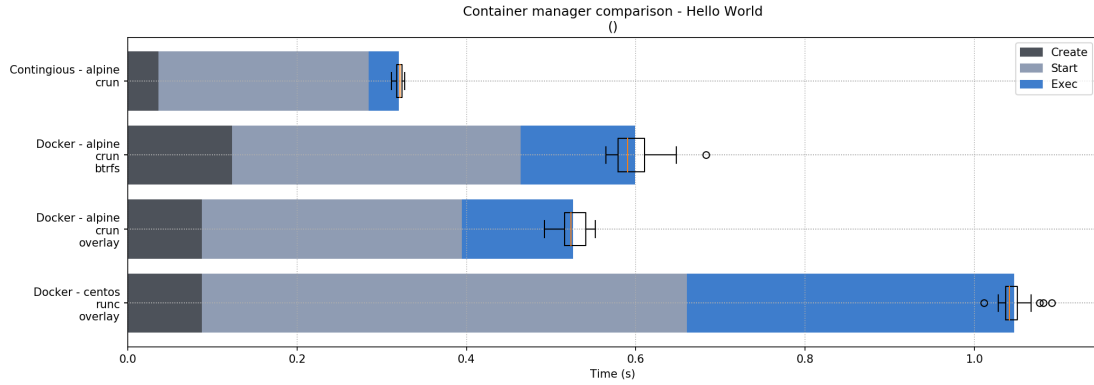 Container manager comparison - Hello World
()
Contingious - alpine
crun
Docker - alpine
crun
btrfs
Docker - alpine
crun
overlay
Docker - centos
runc
overlay
Create
Start
Exec
0.0
0.2
0.4
0.6
0.8
1.0
Time (s)